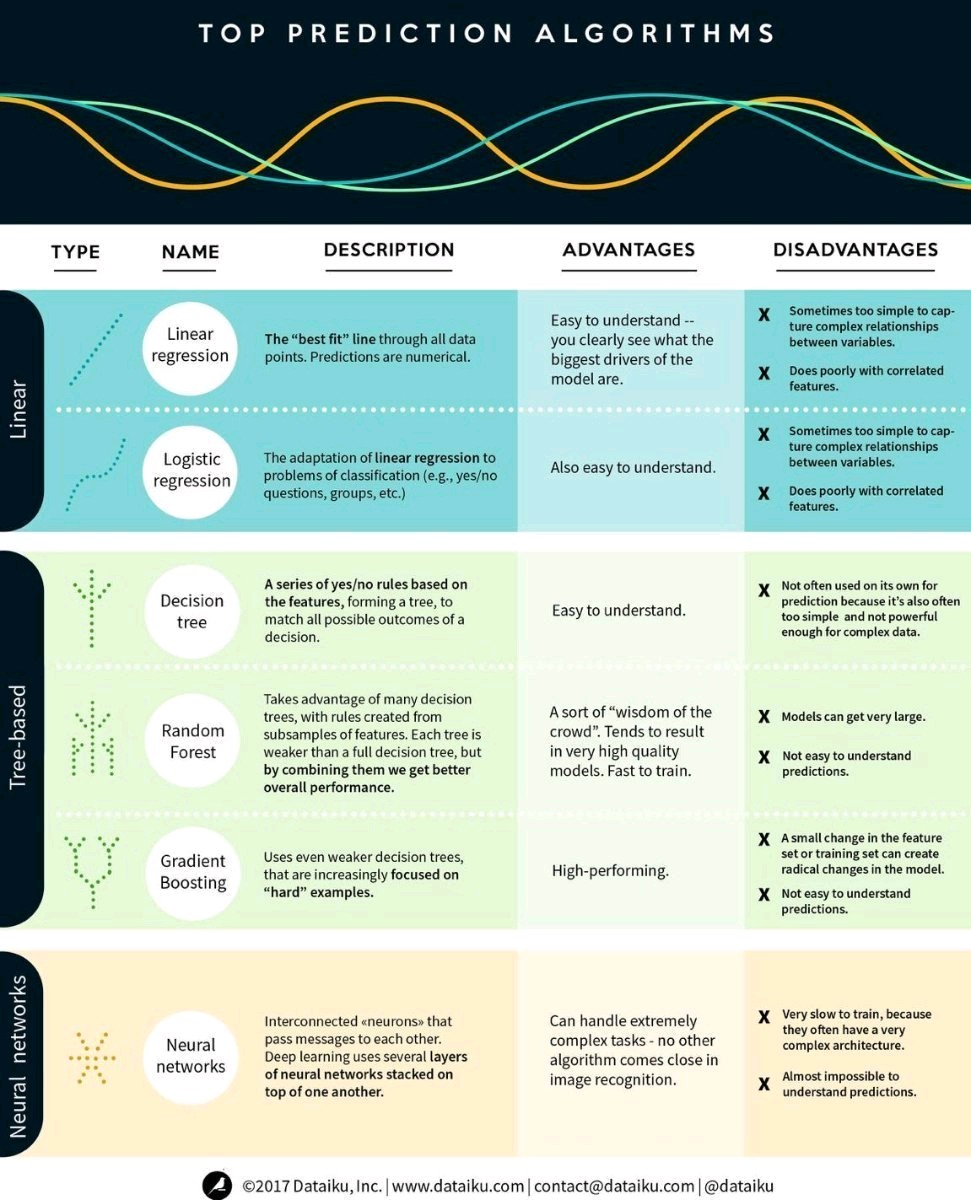 TOP PREDICTION ALGORITHMS
TYPE
NAME
DESCRIPTION
ADVANTAGES
DISADVANTAGES
Linear
Linear
regression
The “best fit” line through all data
points. Predictions are numerical.
Easy to understand --
you clearly see what the
biggest drivers of the
model are.
X Sometimes too simple to cap-
ture complex relationships
between variables.
X Does poorly with correlated
features.
Logistic
regression
The adaptation of linear regression to
problems of classification (e.g., yes/no
questions, groups, etc.)
Also easy to understand.
X Sometimes too simple to cap-
ture complex relationships
between variables.
X Does poorly with correlated
features.
Tree-based
Decision
tree
A series of yes/no rules based on
the features, forming a tree, to
match all possible outcomes of a
decision.
Easy to understand.
X Not often used on its own for
prediction because it’s also often
too simple and not powerful
enough for complex data.
Random
Forest
Takes advantage of many decision
trees, with rules created from
subsamples of features. Each tree is
weaker than a full decision tree, but
by combining them we get better
overall performance.
A sort of “wisdom of the
crowd”. Tends to result
in very high quality
models. Fast to train.
X Models can get very large.
X Not easy to understand
predictions.
Gradient
Boosting
Uses even weaker decision trees,
that are increasingly focused on
“hard” examples.
High-performing.
X A small change in the feature
set or training set can create
radical changes in the model.
X Not easy to understand
predictions.
Neural networks
Neural
networks
Interconnected «neurons» that
pass messages to each other.
Deep learning uses several layers
of neural networks stacked on
top of one another.
Can handle extremely
complex tasks - no other
algorithm comes close in
image recognition.
X Very slow to train, because
they often have a very
complex architecture.
X Almost impossible to
understand predictions.
©2017 Dataiku, Inc. | www.dataiku.com | contact@dataiku.com | @dataiku